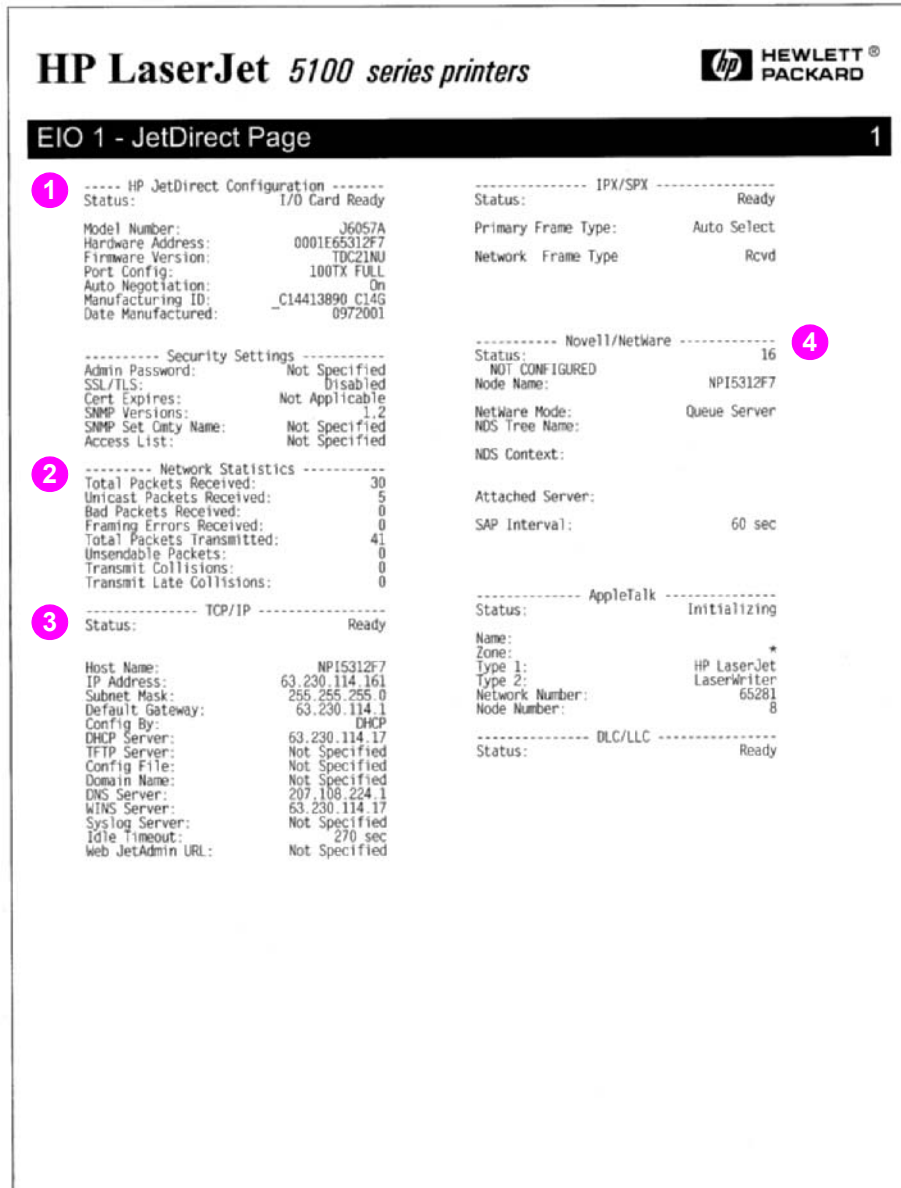 HP LaserJet 5100 series printers
hp HEWLETT ®
PACKARD
EIO 1 - JetDirect Page 1
1
----- HP JetDirect Configuration -------
Status: I/O Card Ready
Model Number: J6057A
Hardware Address: 0001E65312F7
Firmware Version: TDC21NU
Port Config: 100TX FULL
Auto Negotiation: On
Manufacturing ID: _C14413890 C14G
Date Manufactured: 0972001
---------- Security Settings ----------
Admin Password: Not Specified
SSL/TLS: Disabled
Cert Expires: Not Applicable
SNMP Versions: 1,2
SNMP Set Cmty Name: Not Specified
Access List: Not Specified
2
--------- Network Statistics -----------
Total Packets Received: 30
Unicast Packets Received: 5
Bad Packets Received: 0
Framing Errors Received: 0
Total Packets Transmitted: 41
Unsendable Packets: 0
Transmit Collisions: 0
Transmit Late Collisions: 0
3
-------------- TCP/IP ----------------
Status: Ready
Host Name: NPI5312F7
IP Address: 63.230.114.161
Subnet Mask: 255.255.255.0
Default Gateway: 63.230.114.1
Config By: DHCP
DHCP Server: 63.230.114.17
TFTP Server: Not Specified
Config File: Not Specified
Domain Name: Not Specified
DNS Server: 207.108.224.1
WINS Server: 63.230.114.17
Syslog Server: Not Specified
Idle Timeout: 270 sec
Web JetAdmin URL: Not Specified
-------------- IPX/SPX ---------------
Status: Ready
Primary Frame Type: Auto Select
Network Frame Type Rcvd
4
----------- Novell/NetWare -------------
Status: 16
NOT CONFIGURED
Node Name: NPI5312F7
NetWare Mode: Queue Server
NDS Tree Name:
NDS Context:
Attached Server:
SAP Interval: 60 sec
------------- AppleTalk --------------
Status: Initializing
Name:
Zone: *
Type 1: HP LaserJet
Type 2: LaserWriter
Network Number: 65281
Node Number: 8
-------------- DLC/LLC ---------------
Status: Ready